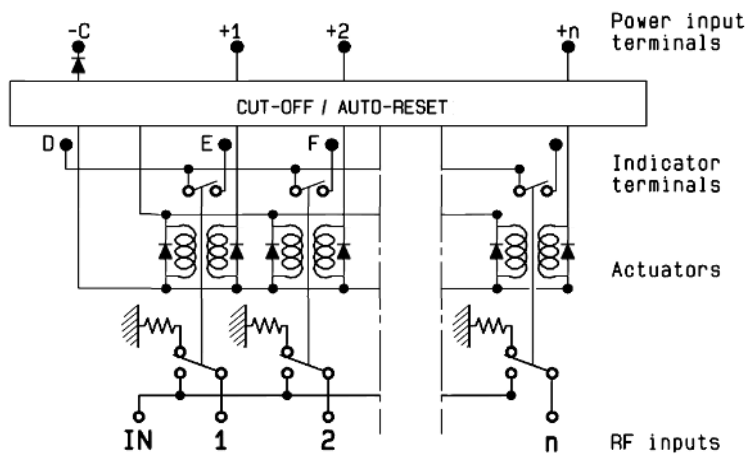 -C +1 +2 +n Power input
terminals
CUT-OFF / AUTO-RESET
D E F Indicator
terminals
Actuators
IN 1 2 n RF inputs